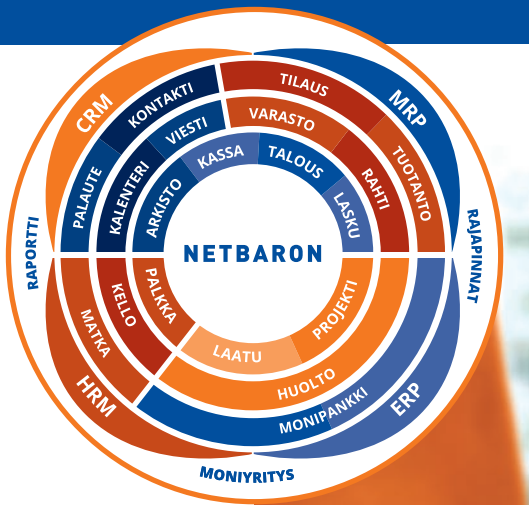 CRM
MRP
KONTAKTI
TILAUS
VIESTI
VARASTO
KASSA
TALOUS
PALAUTE
KALENTERI
ARKISTO
LASKU
RAHTI
TUOTANTO
RAPORTTI
NETBARON
RAJAPINNAT
MATKA
KELLO
PALKKA
PROJEKTI
LAATU
HUOLTO
MONIPANKKI
HRM
ERP
MONIYRITYS